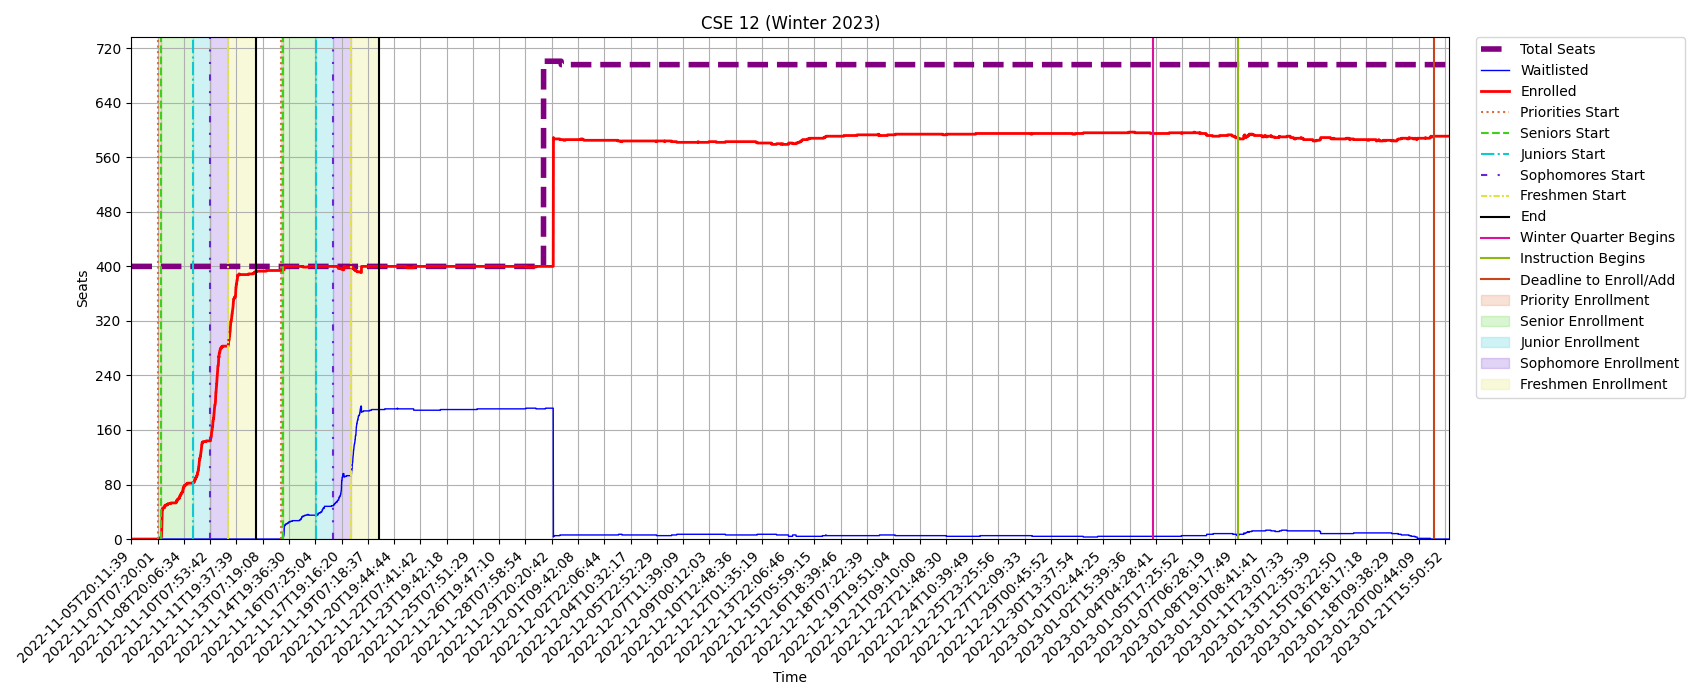 CSE 12 (Winter 2023)
720
640
560
480
400
320
240
160
80
0
Seats
2022-11-05T20:11:39
2022-11-07T07:20:01
2022-11-08T20:06:34
2022-11-10T07:53:42
2022-11-11T19:37:39
2022-11-13T07:19:08
2022-11-14T19:36:30
2022-11-16T07:25:04
2022-11-17T19:16:20
2022-11-19T07:18:37
2022-11-20T19:44:44
2022-11-22T07:41:42
2022-11-23T19:42:18
2022-11-25T07:51:29
2022-11-26T19:47:10
2022-11-28T07:58:54
2022-11-29T20:20:42
2022-12-01T09:42:08
2022-12-02T22:06:44
2022-12-04T10:32:17
2022-12-05T22:52:29
2022-12-07T11:39:09
2022-12-09T00:12:03
2022-12-10T12:48:36
2022-12-12T01:35:19
2022-12-13T22:06:46
2022-12-15T05:59:15
2022-12-16T18:39:46
2022-12-18T07:22:39
2022-12-19T19:51:04
2022-12-21T09:10:00
2022-12-22T21:48:30
2022-12-24T10:39:49
2022-12-25T23:25:56
2022-12-27T12:09:33
2022-12-29T00:45:52
2022-12-30T13:37:54
2023-01-01T02:44:25
2023-01-02T15:39:36
2023-01-04T04:28:41
2023-01-05T17:25:52
2023-01-07T06:28:19
2023-01-08T19:17:49
2023-01-10T08:41:41
2023-01-11T23:07:33
2023-01-13T12:35:39
2023-01-15T03:22:50
2023-01-16T18:17:18
2023-01-18T09:38:29
2023-01-20T00:44:09
2023-01-21T15:50:52
Time
Total Seats
Waitlisted
Enrolled
Priorities Start
Seniors Start
Juniors Start
Sophomores Start
Freshmen Start
End
Winter Quarter Begins
Instruction Begins
Deadline to Enroll/Add
Priority Enrollment
Senior Enrollment
Junior Enrollment
Sophomore Enrollment
Freshmen Enrollment